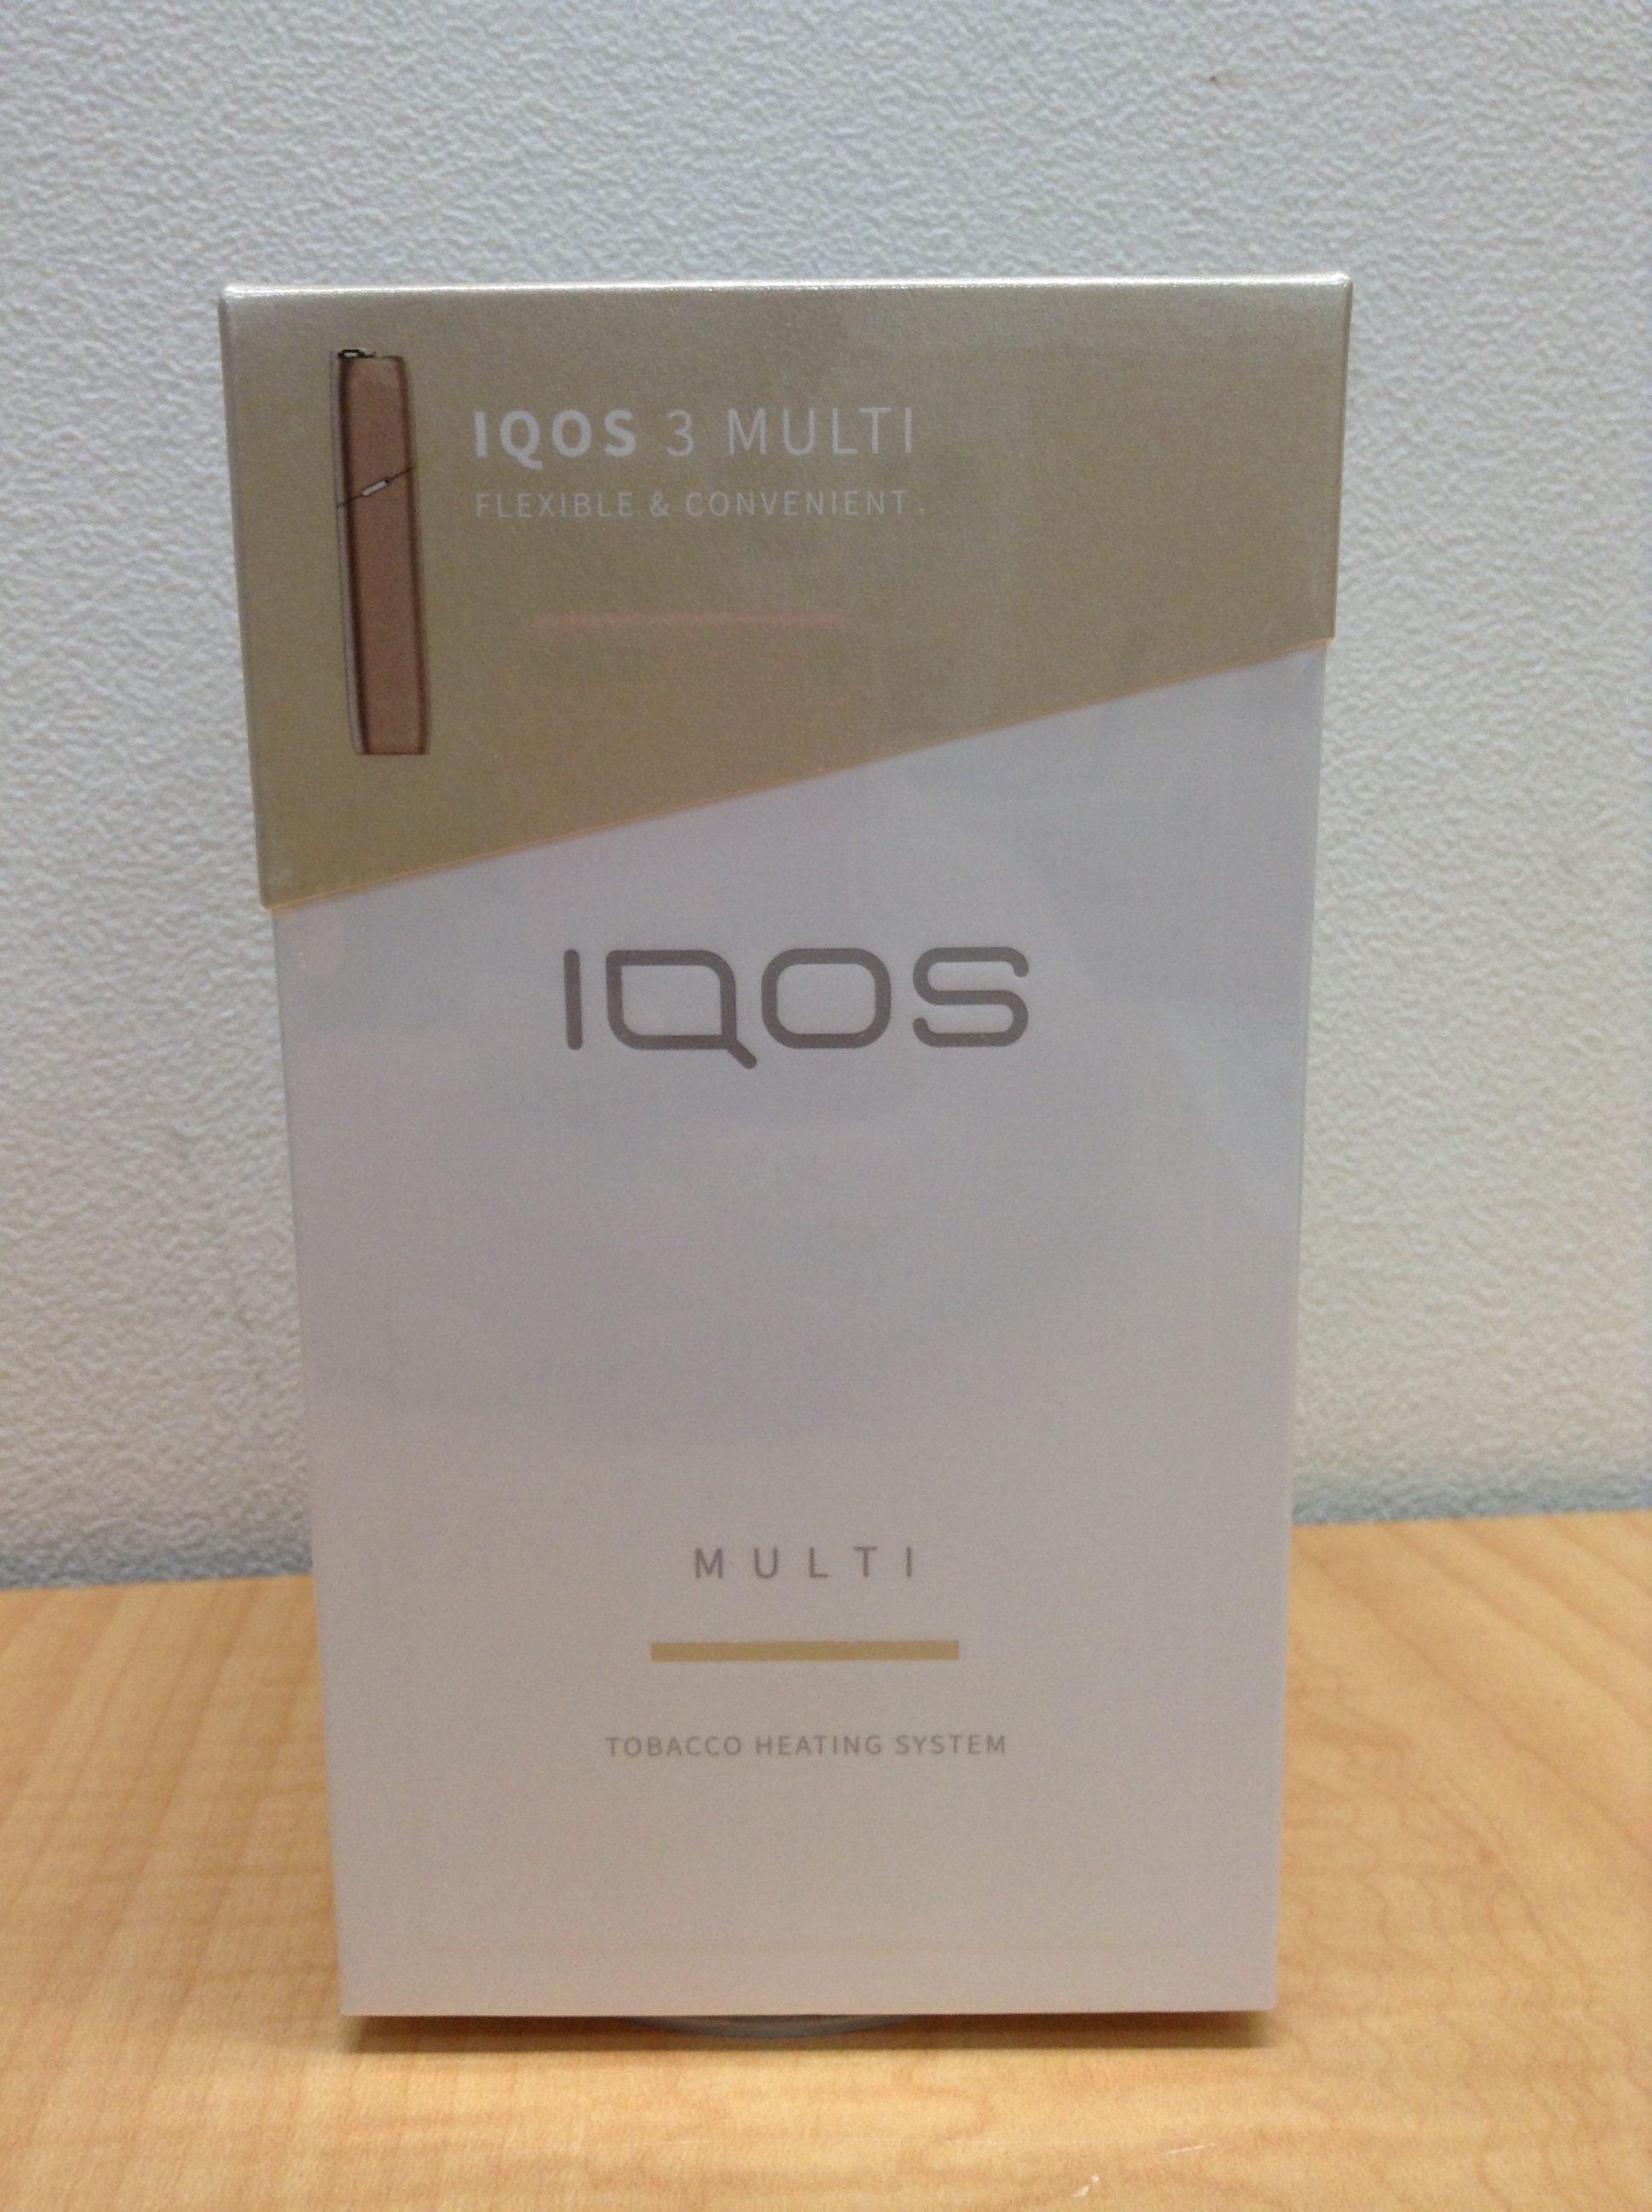 IQOS 3 MULTI
FLEXIBLE & CONVENIENT.
IQOS
MULTI
TOBACCO HEATING SYSTEM